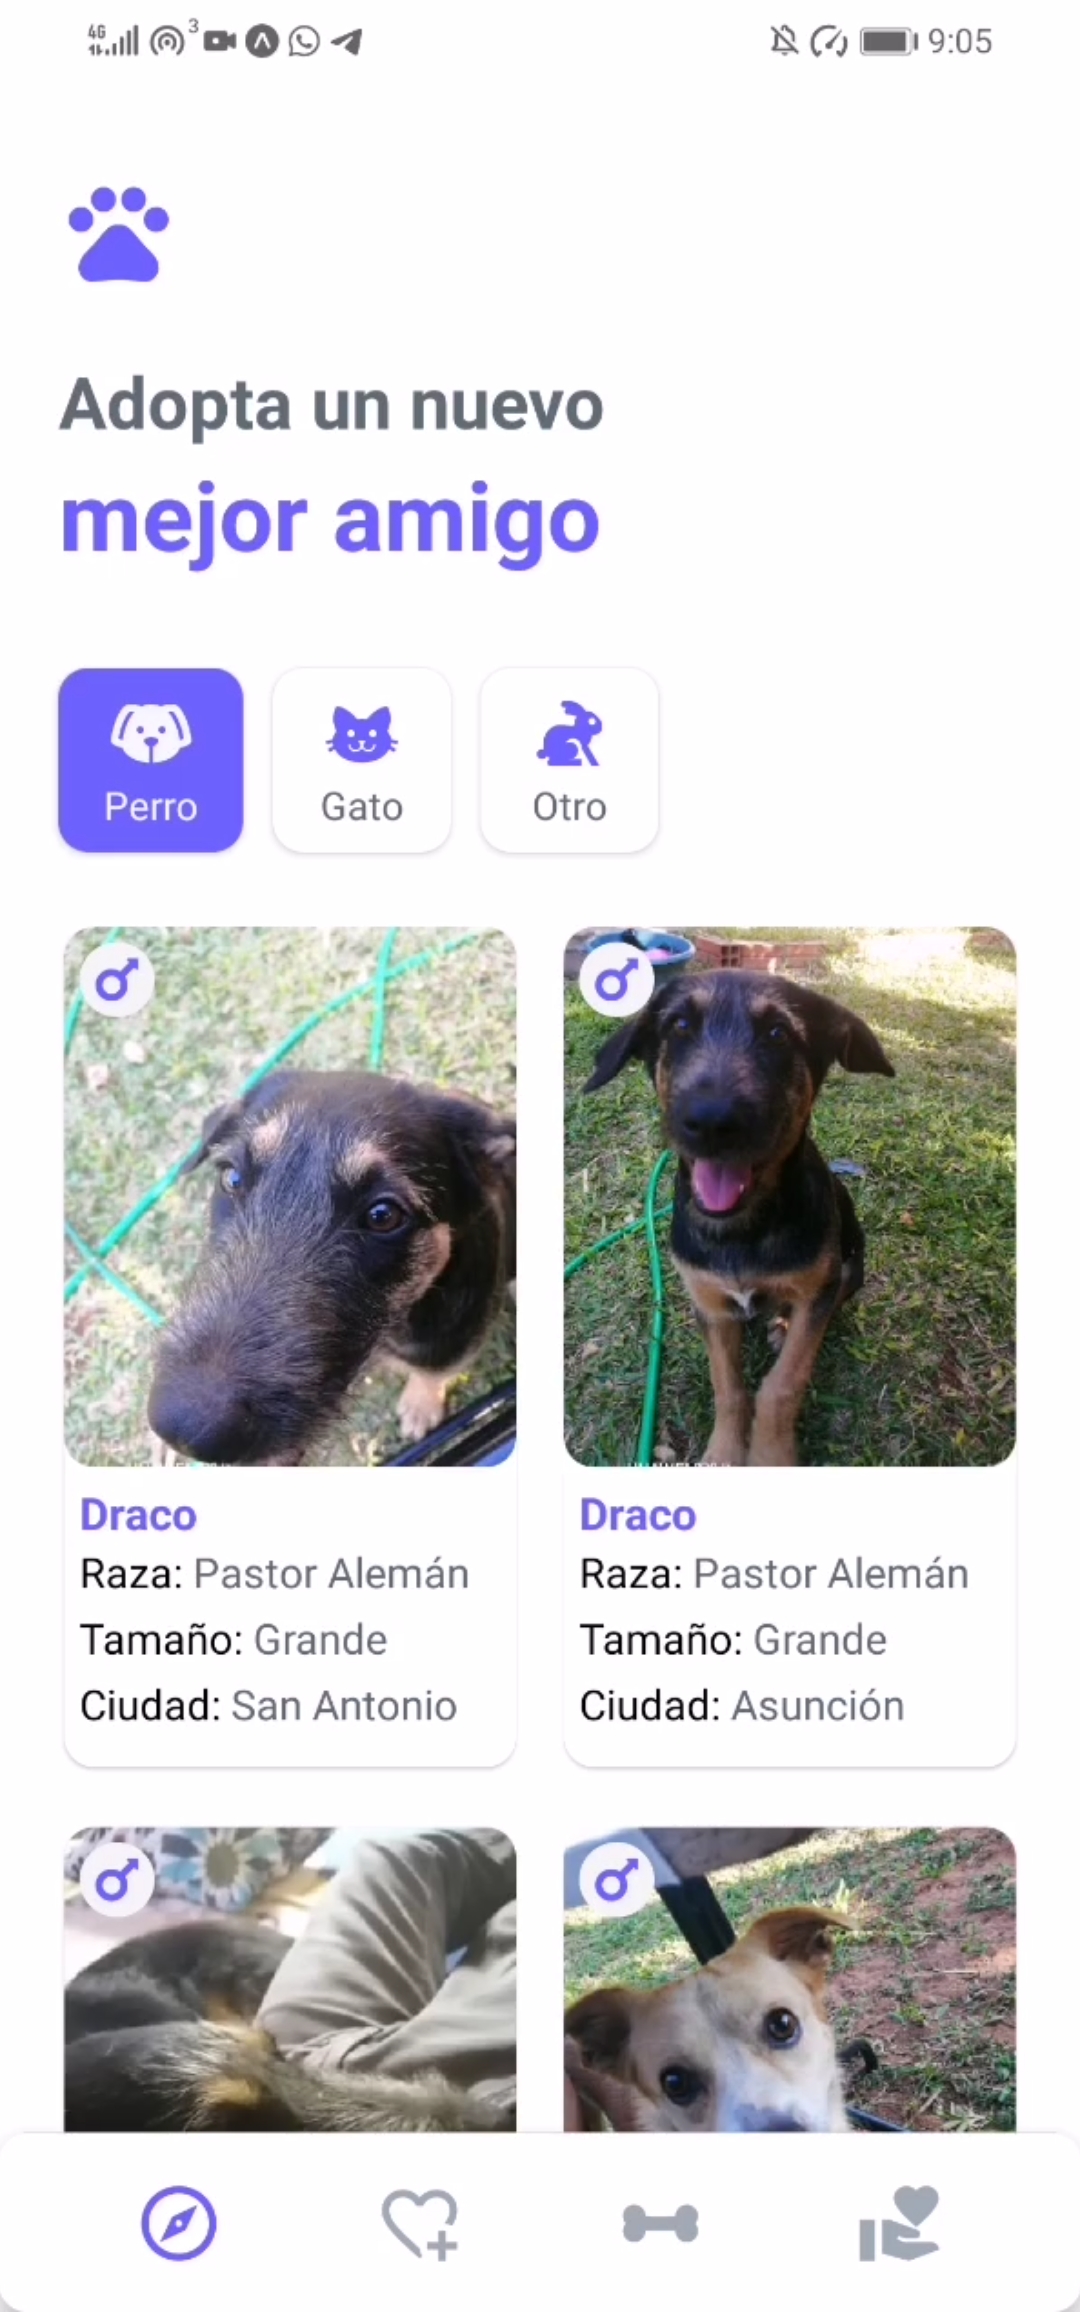 4G 3 9:05
Adopta un nuevo
mejor amigo
Perro Gato Otro
Draco
Raza: Pastor Alemán
Tamaño: Grande
Ciudad: San Antonio
Draco
Raza: Pastor Alemán
Tamaño: Grande
Ciudad: Asunción